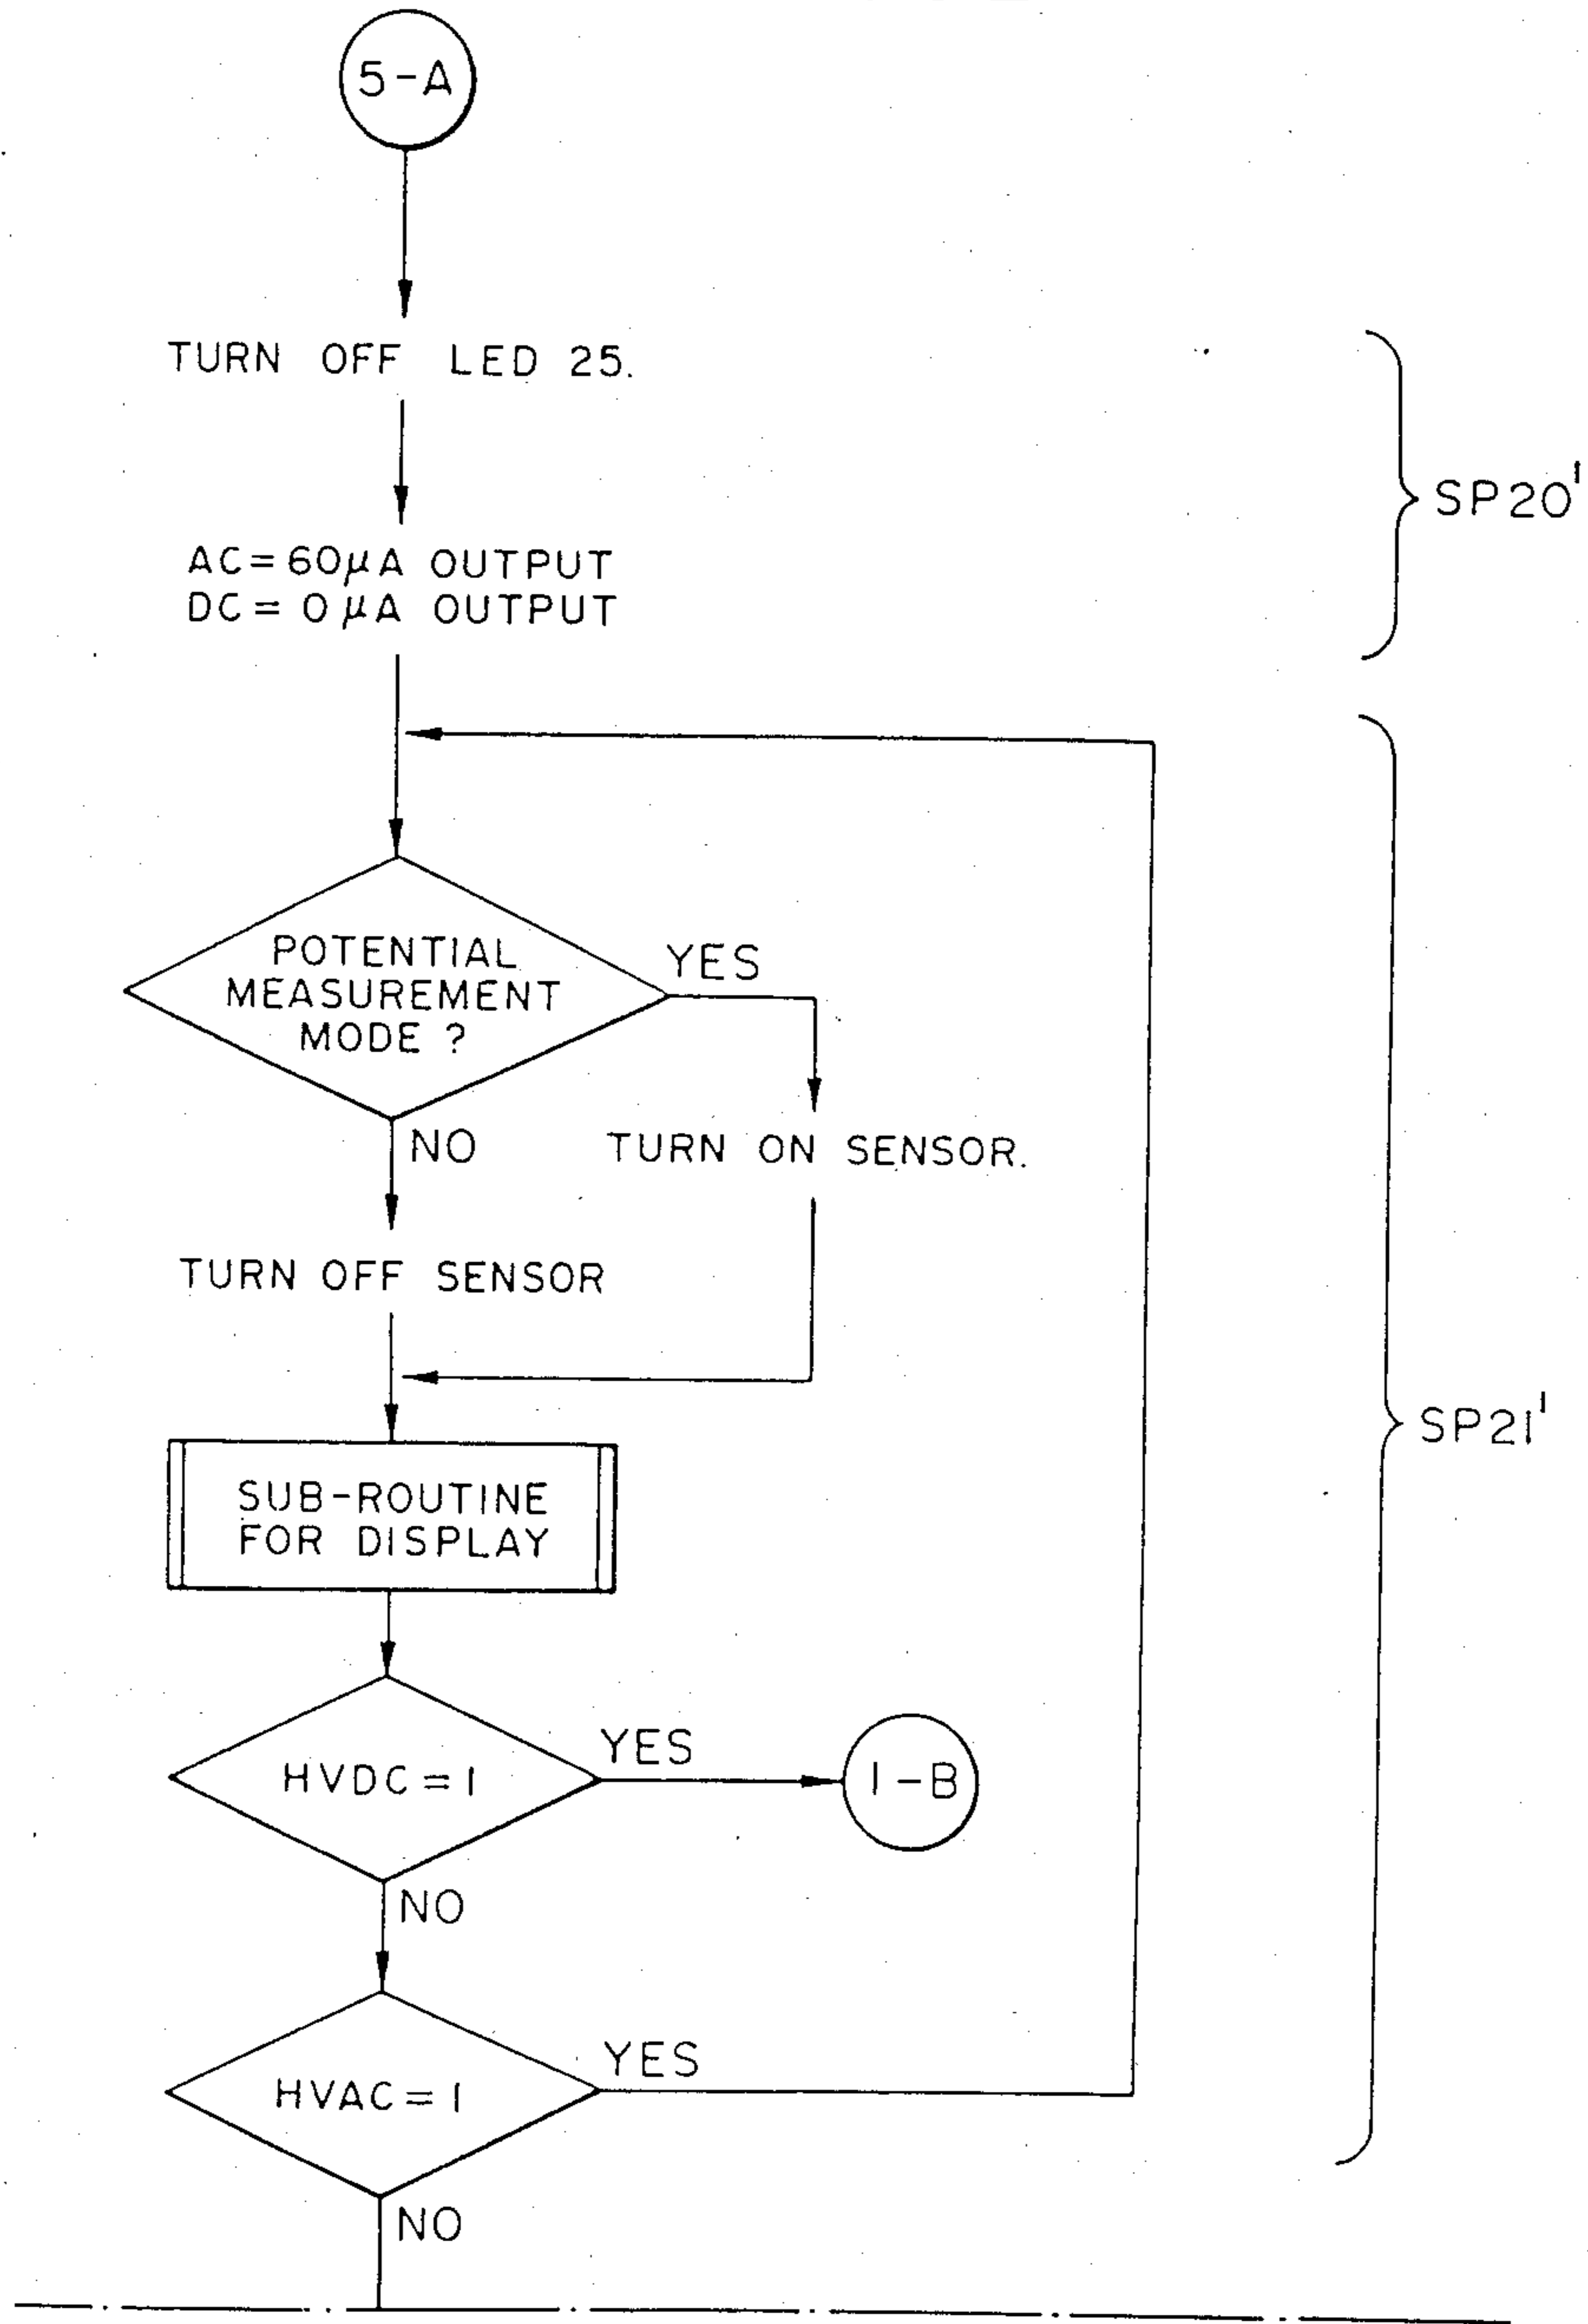 5-A
TURN OFF LED 25.
SP20'
AC=60μA OUTPUT
DC=0μA OUTPUT
POTENTIAL
MEASUREMENT
MODE ?
YES
NO
TURN ON SENSOR.
TURN OFF SENSOR
SP21'
SUB-ROUTINE
FOR DISPLAY
HVDC=1
YES
1-B
NO
HVAC=1
YES
NO